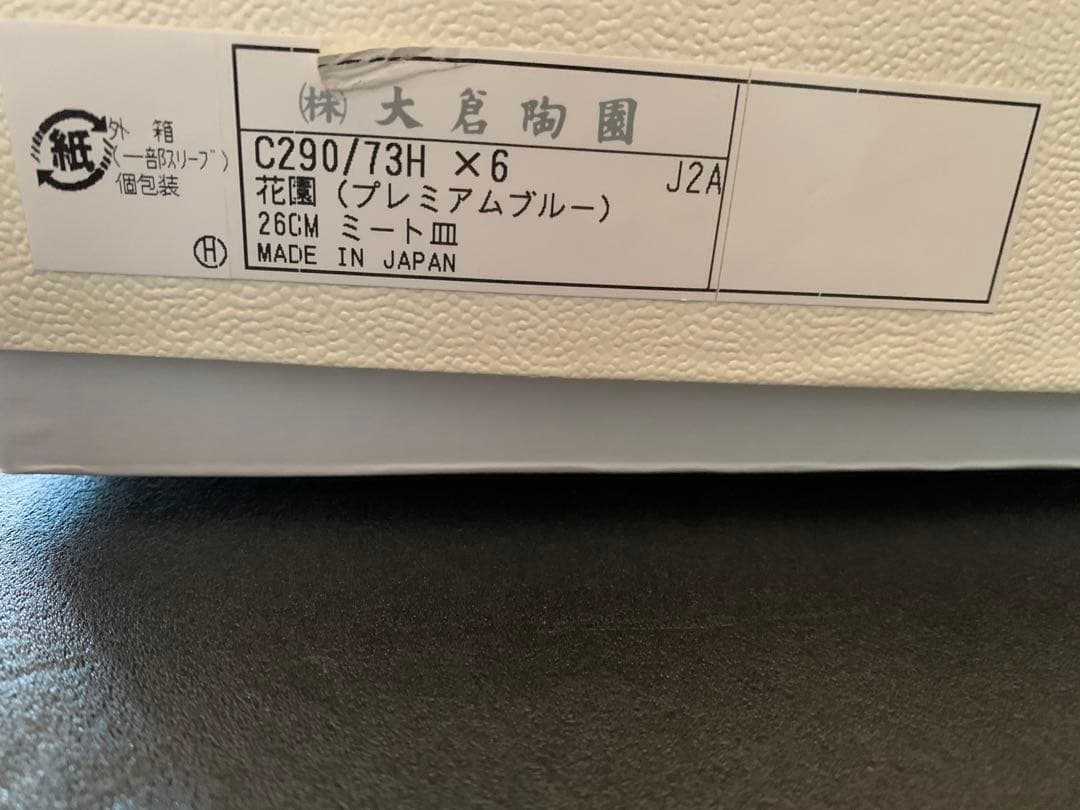 紙
外箱
(一部スリーブ)
個包装
H
㈱大倉陶園
C290/73H ×6
J2A
花園(プレミアムブルー)
26CM ミート皿
MADE IN JAPAN